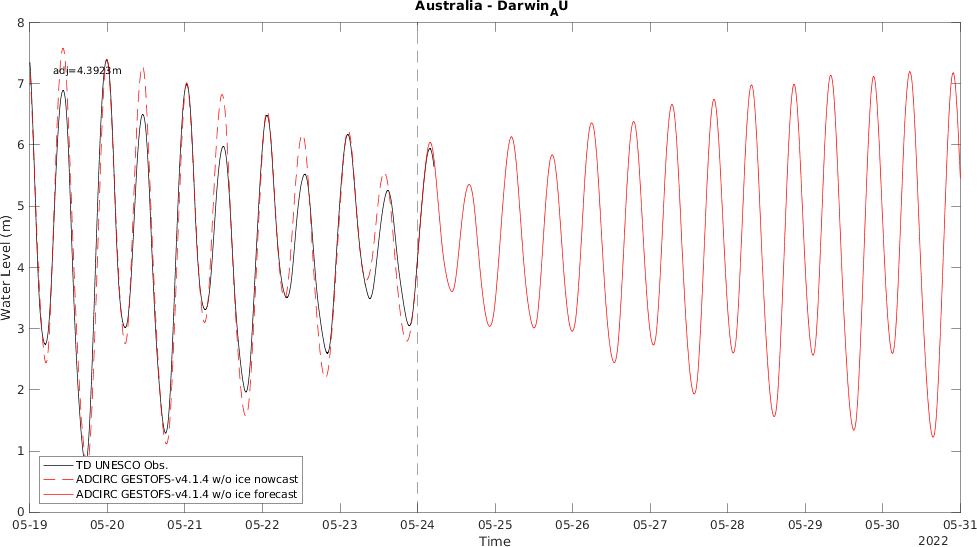 Australia - Darwin_AU
8
adj=4.3923m
7
6
5
Water Level (m)
4
3
2
1
TD UNESCO Obs.
ADCIRC GESTOFS-v4.1.4 w/o ice nowcast
ADCIRC GESTOFS-v4.1.4 w/o ice forecast
0
05-19 05-20 05-21 05-22 05-23 05-24 05-25 05-26 05-27 05-28 05-29 05-30 05-31
Time
2022